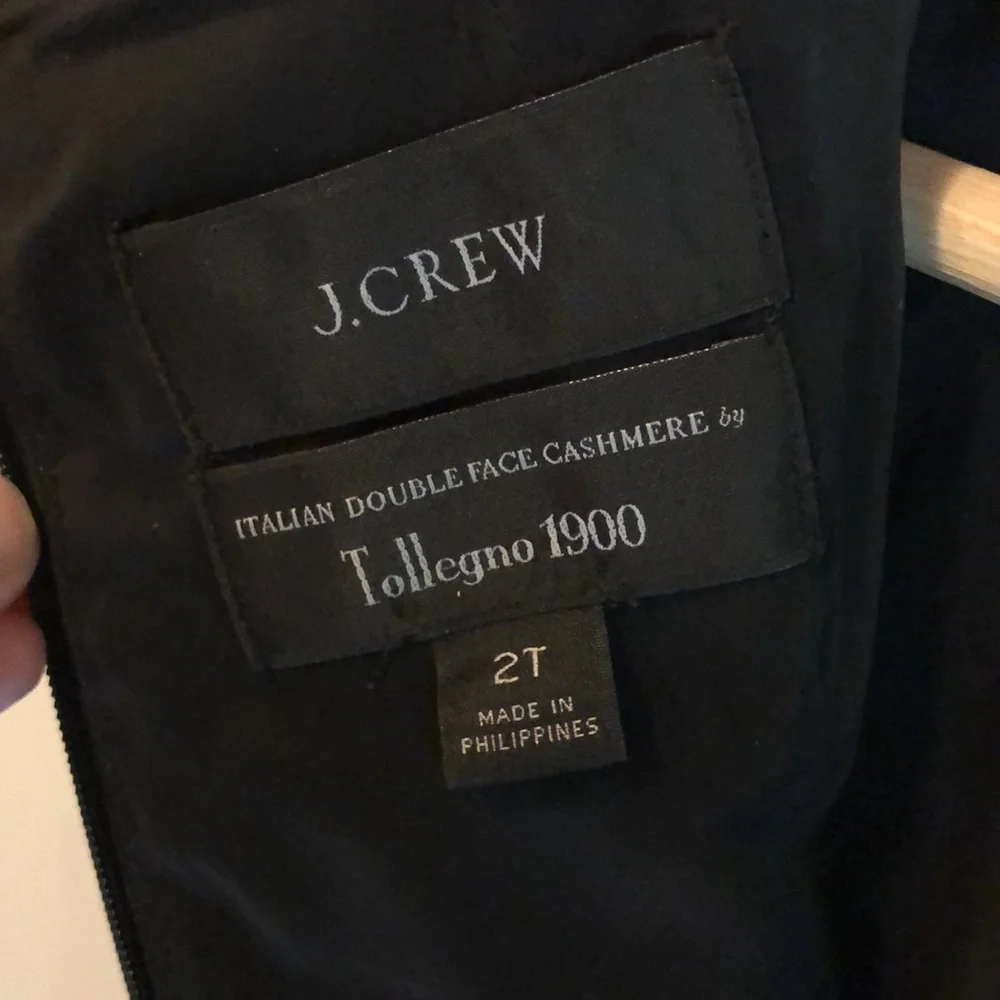 J.CREW
ITALIAN DOUBLE FACE CASHMERE by
Tollegno 1900
2T
MADE IN
PHILIPPINES